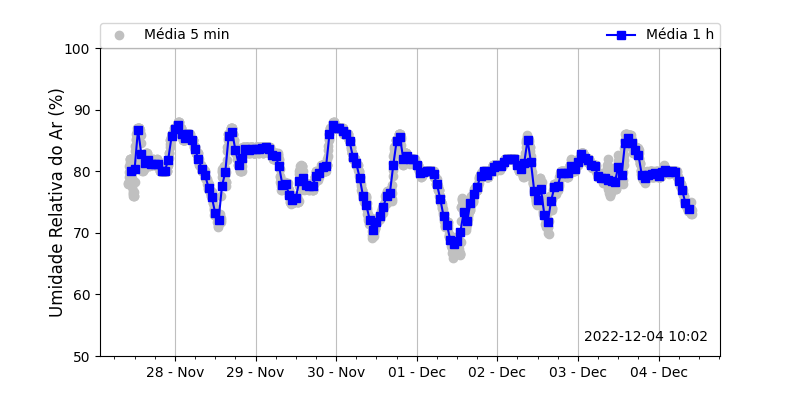 Média 5 min
Média 1 h
Umidade Relativa do Ar (%)
100
90
80
70
60
50
2022-12-04 10:02
28 - Nov
29 - Nov
30 - Nov
01 - Dec
02 - Dec
03 - Dec
04 - Dec